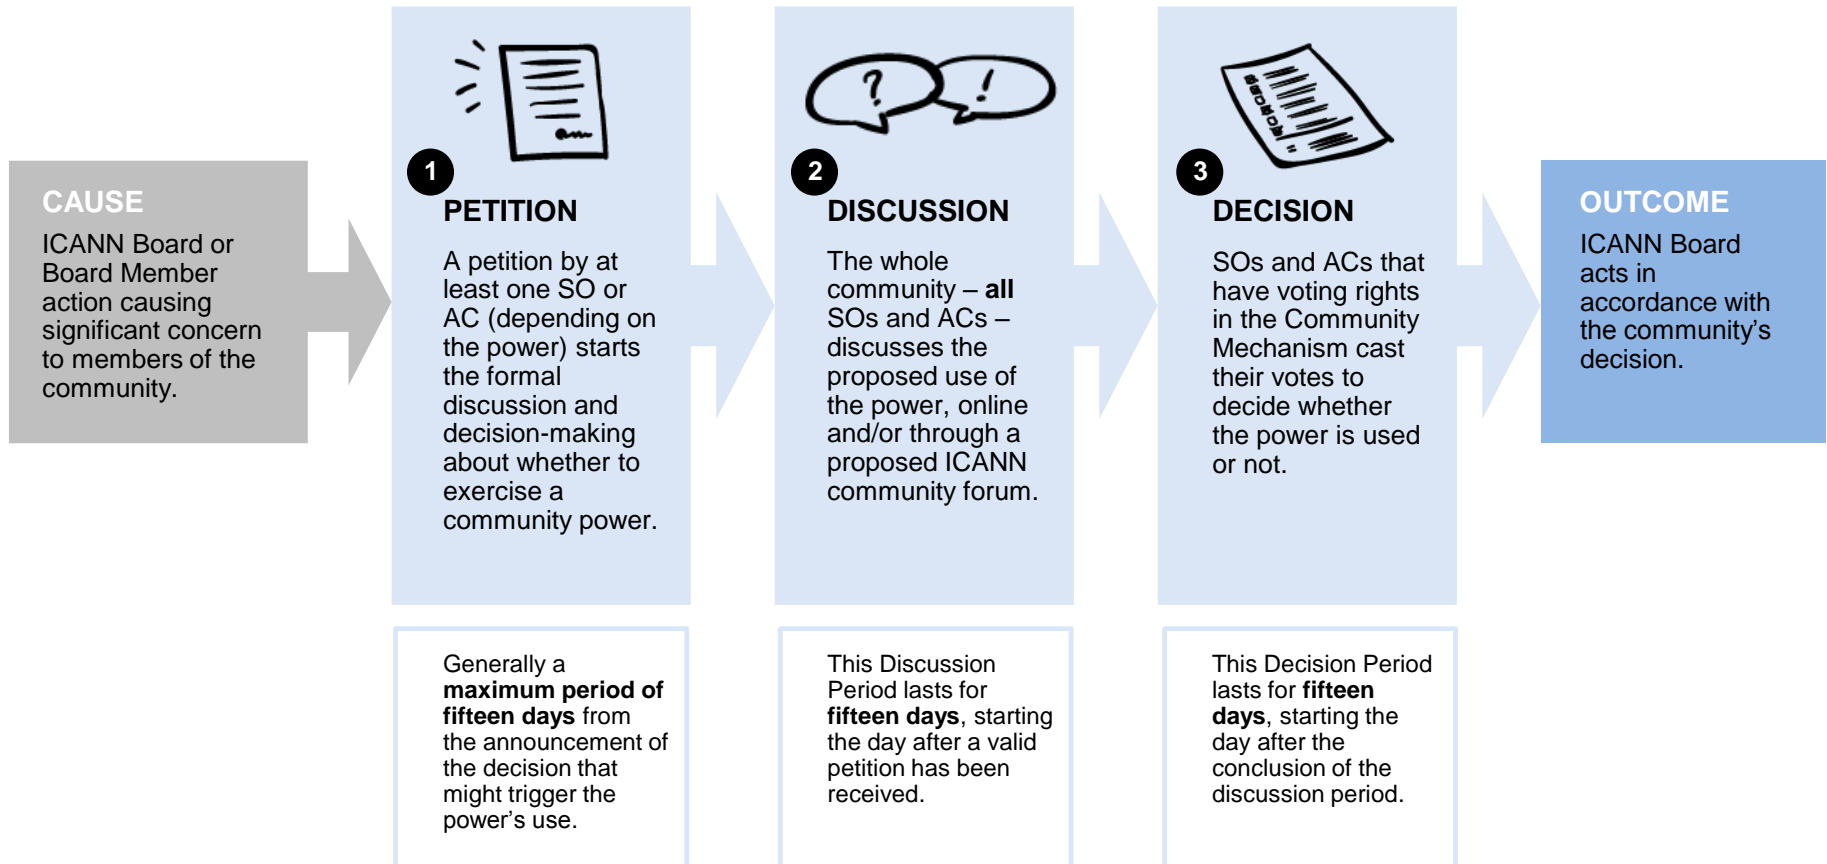 CAUSE
ICANN Board or
Board Member
action causing
significant concern
to members of the
community.
1
PETITION
A petition by at
least one SO or
AC (depending on
the power) starts
the formal
discussion and
decision-making
about whether to
exercise a
community power.
Generally a
maximum period of
fifteen days from
the announcement of
the decision that
might trigger the
power’s use.
?
!
2
DISCUSSION
The whole
community – all
SOs and ACs –
discusses the
proposed use of
the power, online
and/or through a
proposed ICANN
community forum.
This Discussion
Period lasts for
fifteen days, starting
the day after a valid
petition has been
received.
3
DECISION
SOs and ACs that
have voting rights
in the Community
Mechanism cast
their votes to
decide whether
the power is used
or not.
This Decision Period
lasts for fifteen
days, starting the
day after the
conclusion of the
discussion period.
OUTCOME
ICANN Board
acts in
accordance with
the community’s
decision.